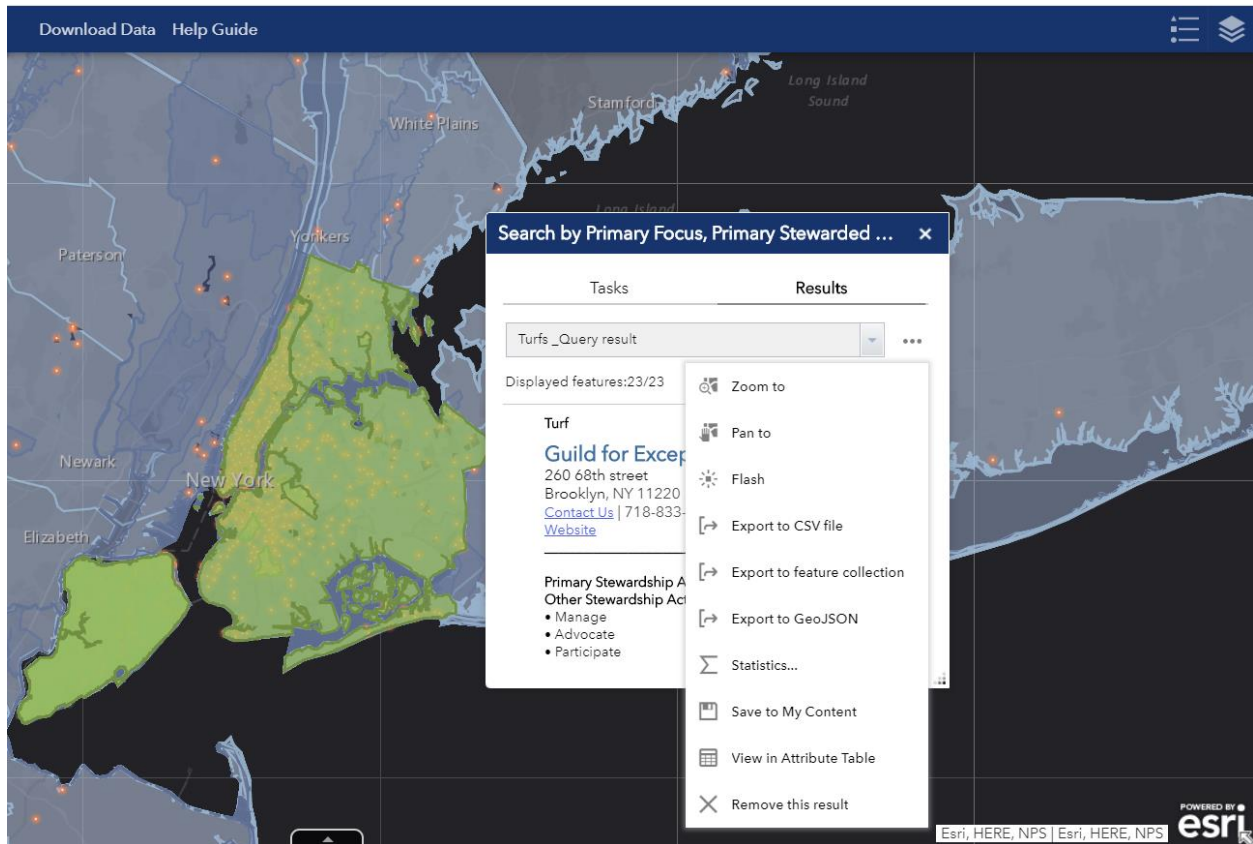 Download Data Help Guide
Long Island
Sound
Stamford
White Plains
Long Island
Yonkers
Paterson
Newark
New York
Elizabeth
Search by Primary Focus, Primary Stewarded ... ×
Tasks Results
Turfs _Query result
Displayed features:23/23
Turf
Guild for Excep
260 68th street
Brooklyn, NY 11220
Contact Us | 718-833-
Website
Primary Stewardship A
Other Stewardship Act
• Manage
• Advocate
• Participate
Zoom to
Pan to
Flash
Export to CSV file
Export to feature collection
Export to GeoJSON
Statistics...
Save to My Content
View in Attribute Table
Remove this result
Esri, HERE, NPS | Esri, HERE, NPS
POWERED BY
esri